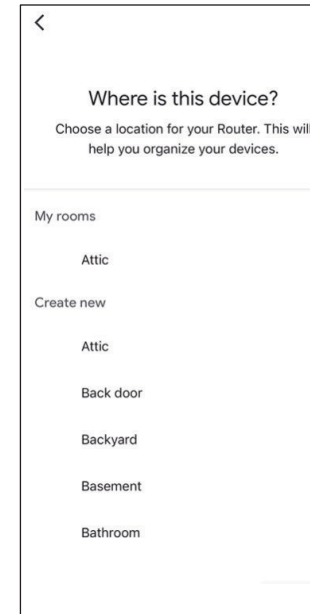 Where is this device?
Choose a location for your Router. This will
help you organize your devices.
My rooms
Attic
Create new
Attic
Back door
Backyard
Basement
Bathroom